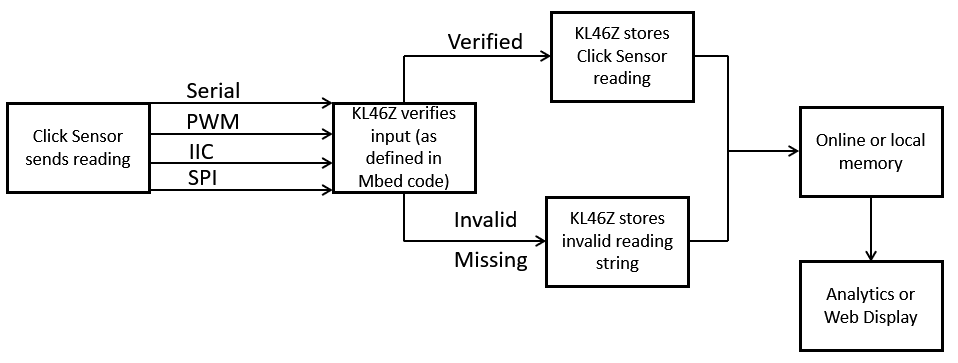 Click Sensor
sends reading
Serial
PWM
IIC
SPI
KL46Z verifies
input (as
defined in
Mbed code)
Verified
KL46Z stores
Click Sensor
reading
Invalid
Missing
KL46Z stores
invalid reading
string
Online or local
memory
Analytics or
Web Display